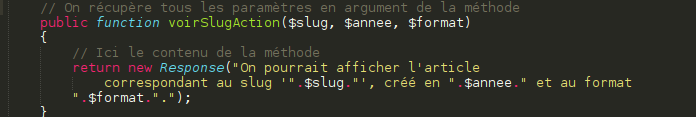 // On récupère tous les paramètres en argument de la méthode
public function voirSlugAction($slug, $annee, $format)
{
// Ici le contenu de la méthode
return new Response("On pourrait afficher l'article
correspondant au slug '".$slug."', créé en ".$annee." et au format
".$format.".");
}